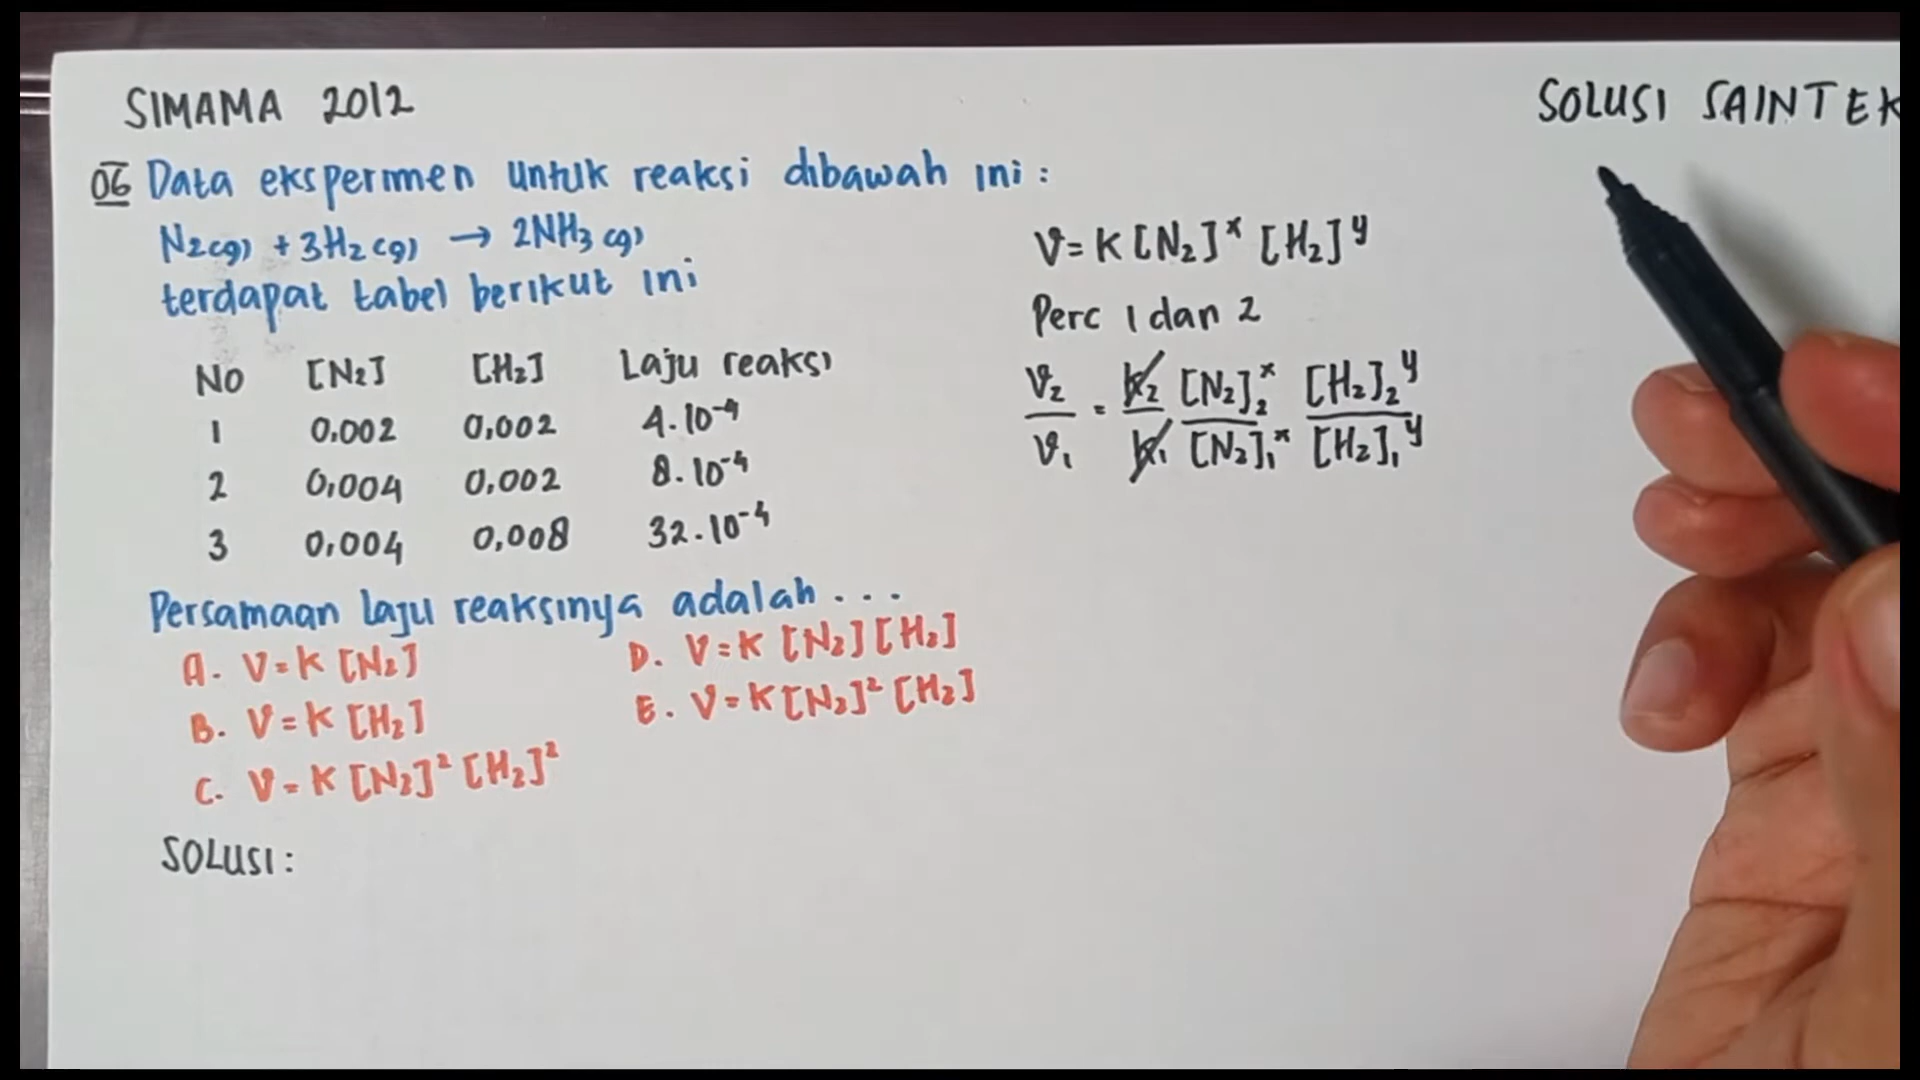 SIMAMA 2012
SOLUSI SAINTEK
06 Data ekspermen untuk reaksi dibawah ini :
N₂(g) + 3H₂(g) → 2NH₃(g)
terdapat tabel berikut ini
No [N₂] [H₂] Laju reaksi
1 0.002 0,002 4.10⁻⁴
2 0,004 0,002 8.10⁻⁴
3 0,004 0,008 32.10⁻⁴
Persamaan laju reaksinya adalah ...
A. V=K [N₂]
B. V=K [H₂]
C. V=K [N₂]² [H₂]²
D. V=K [N₂][H₂]
E. V=K[N₂]² [H₂]
SOLUSI :
V=K [N₂]ˣ [H₂]ʸ
Perc 1 dan 2
V₂ = K₂ [N₂]₂ˣ [H₂]₂ʸ
V₁ K₁ [N₂]₁ˣ [H₂]₁ʸ